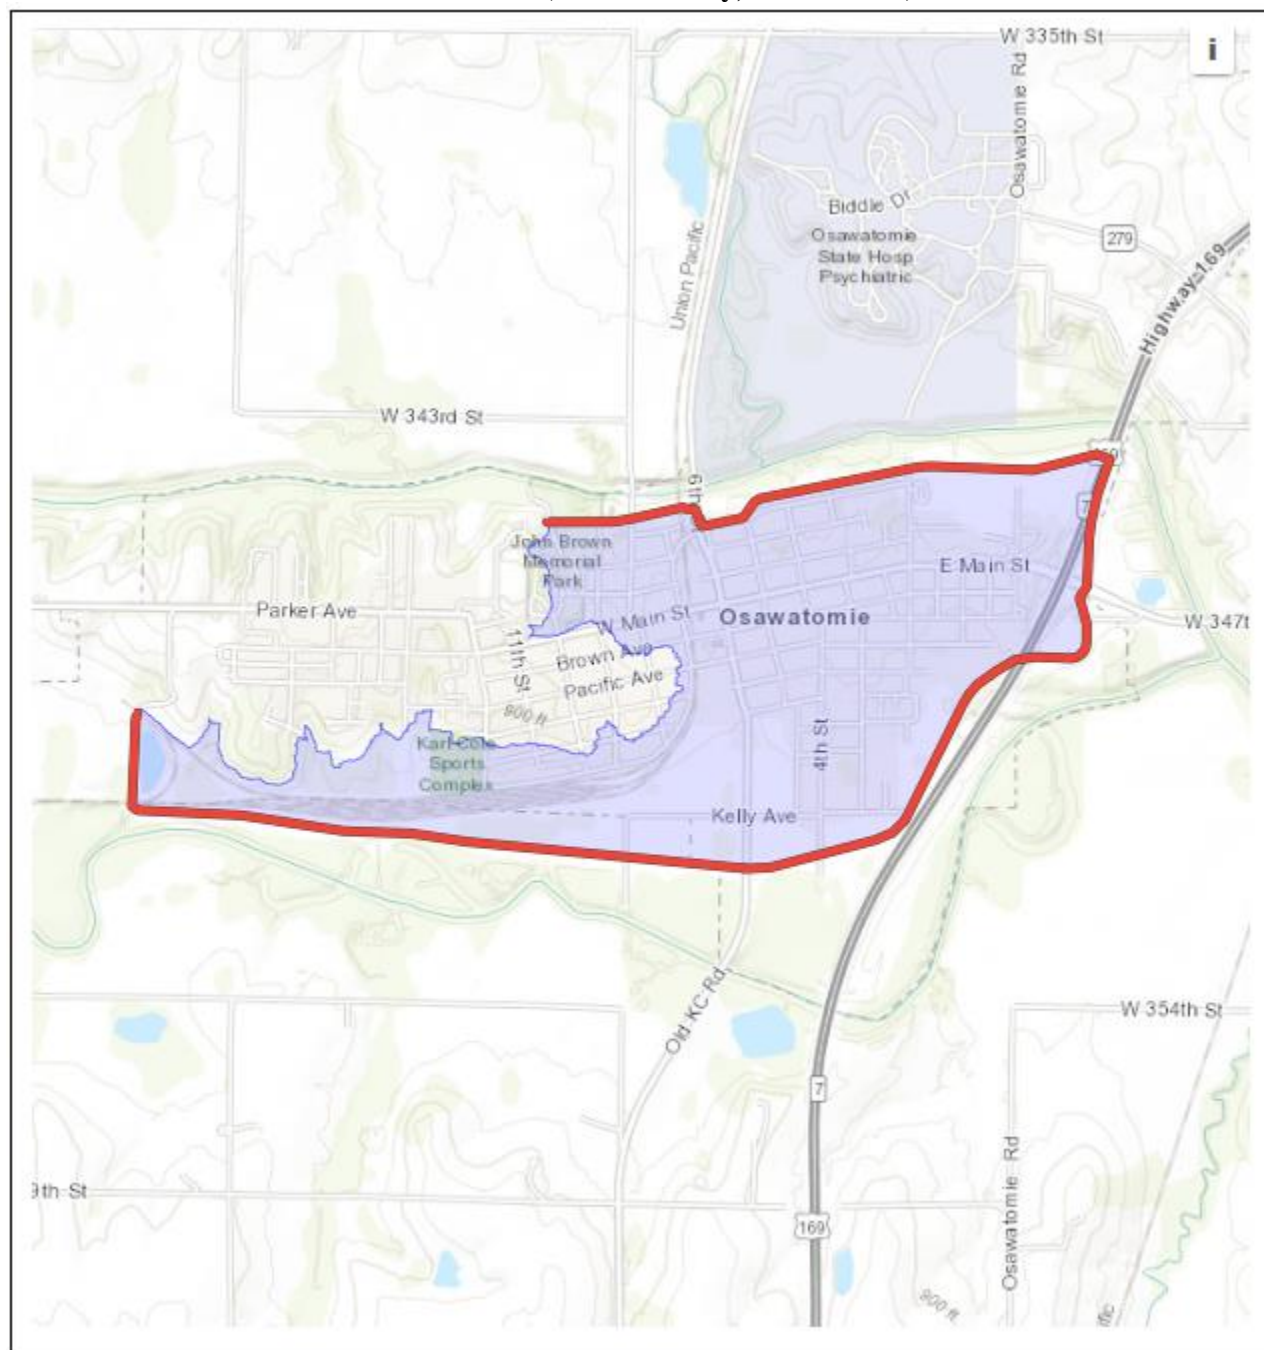 W 335th St
i
Osawatomie Rd
Biddle Dr
279
Osawatomie
State Hosp
Psychiatric
Union Pacific
Highway 169
W 343rd St
6th
7
John Brown
Memorial
Park
E Main St
Parker Ave
W Main St
Osawatomie
W 347t
11th St
Brown Ave
Pacific Ave
800 ft
4th St
Karl Cole
Sports
Complex
Kelly Ave
Old KC Rd
W 354th St
7
9th St
Osawatomie Rd
169
800 ft
ific